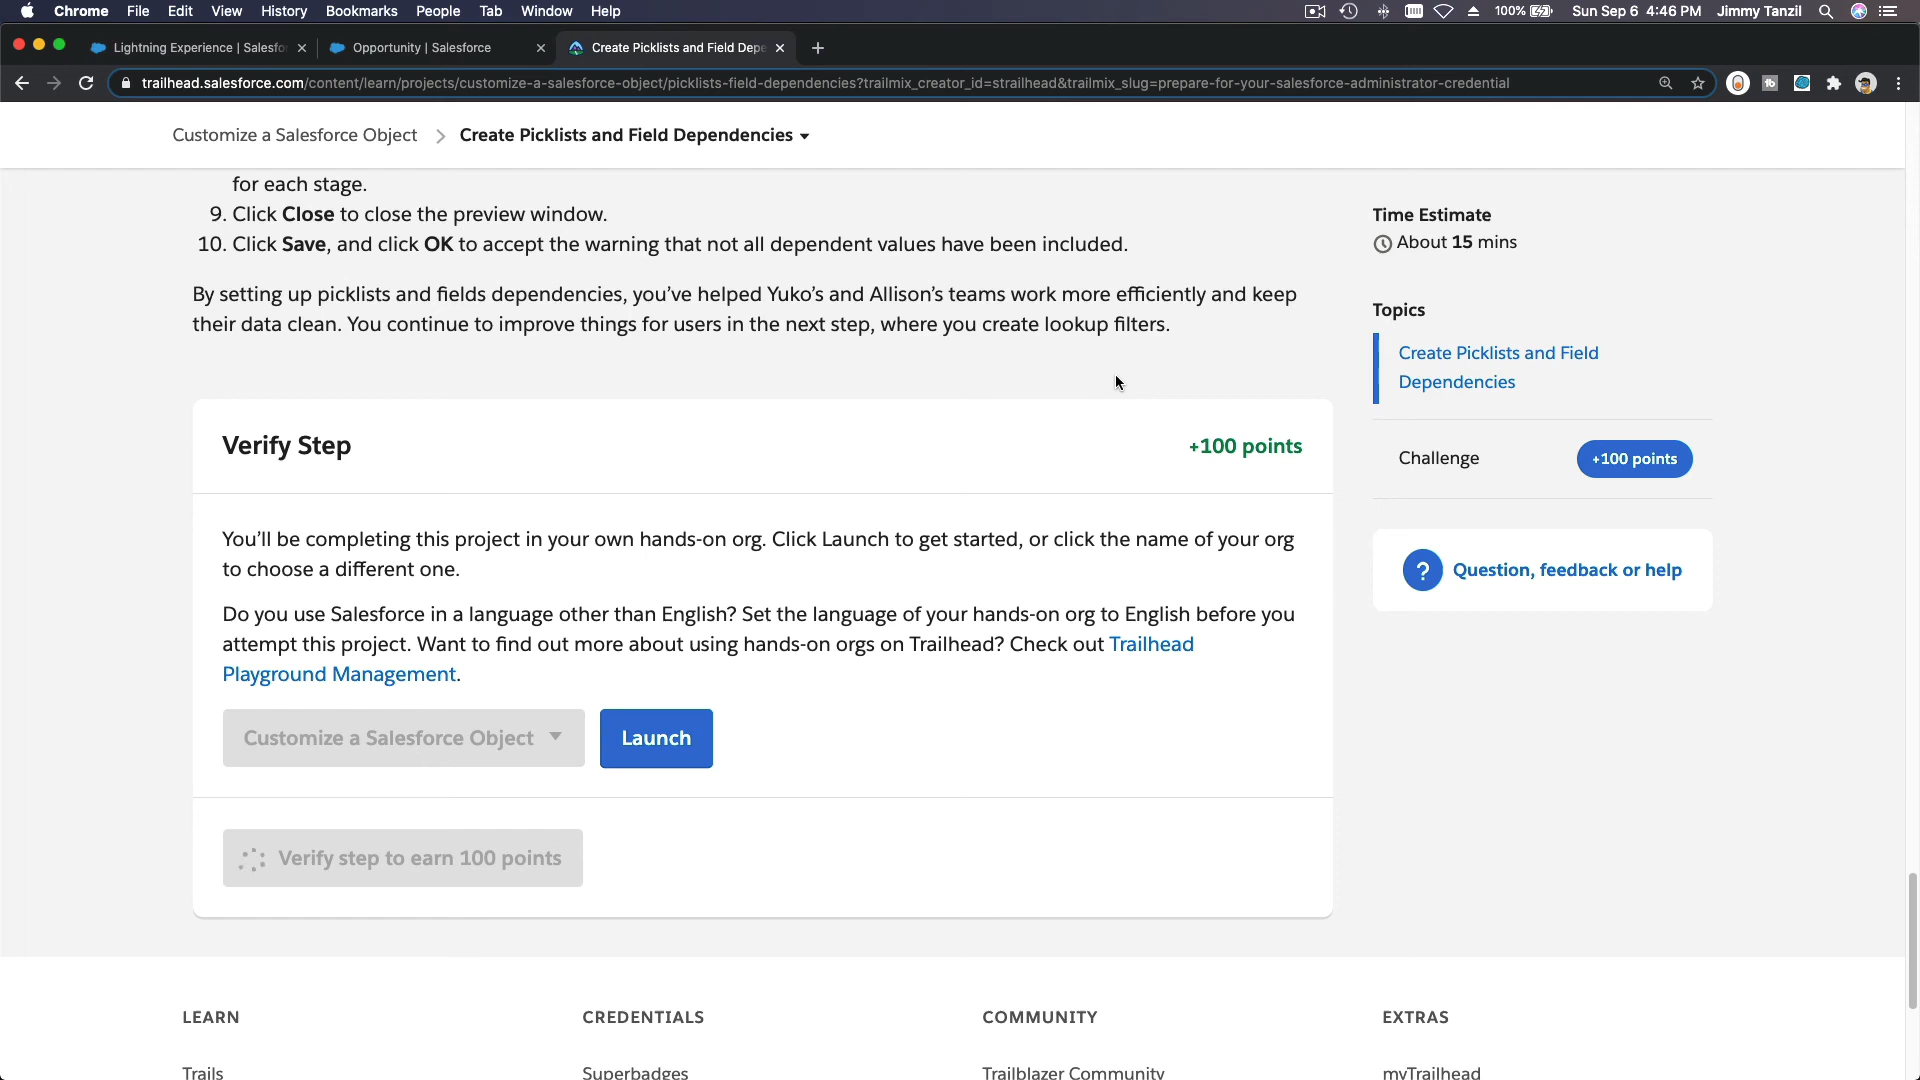 Chrome File Edit View History Bookmarks People Tab Window Help 100% Sun Sep 6 4:46 PM Jimmy Tanzil
Lightning Experience | Salesfor Opportunity | Salesforce Create Picklists and Field Depe
trailhead.salesforce.com/content/learn/projects/customize-a-salesforce-object/picklists-field-dependencies?trailmix_creator_id=strailhead&trailmix_slug=prepare-for-your-salesforce-administrator-credential
Customize a Salesforce Object > Create Picklists and Field Dependencies
for each stage.
9. Click Close to close the preview window.
10. Click Save, and click OK to accept the warning that not all dependent values have been included.
By setting up picklists and fields dependencies, you've helped Yuko's and Allison's teams work more efficiently and keep
their data clean. You continue to improve things for users in the next step, where you create lookup filters.
Time Estimate
About 15 mins
Topics
Create Picklists and Field
Dependencies
Challenge +100 points
? Question, feedback or help
Verify Step +100 points
You'll be completing this project in your own hands-on org. Click Launch to get started, or click the name of your org
to choose a different one.
Do you use Salesforce in a language other than English? Set the language of your hands-on org to English before you
attempt this project. Want to find out more about using hands-on orgs on Trailhead? Check out Trailhead
Playground Management.
Customize a Salesforce Object Launch
Verify step to earn 100 points
LEARN CREDENTIALS COMMUNITY EXTRAS
Trails Superbadges Trailblazer Community myTrailhead